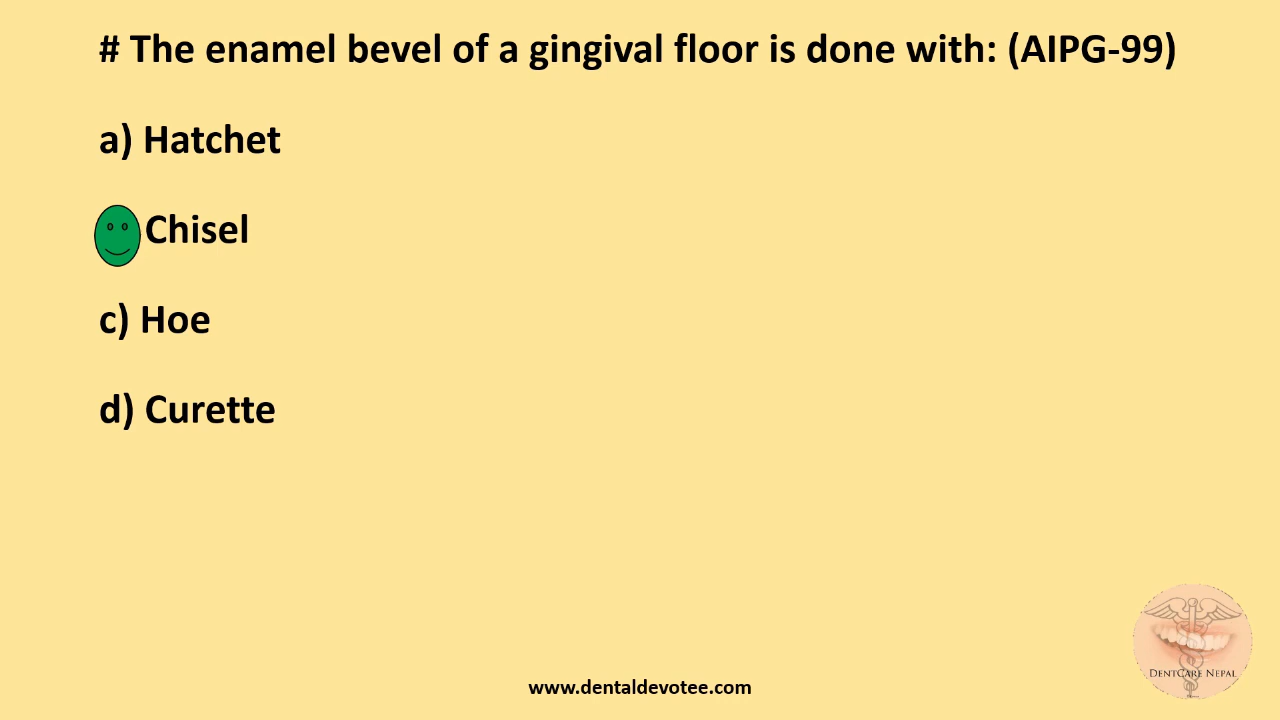 # The enamel bevel of a gingival floor is done with: (AIPG-99)
a) Hatchet
Chisel
c) Hoe
d) Curette
DENTCARE NEPAL
www.dentaldevotee.com